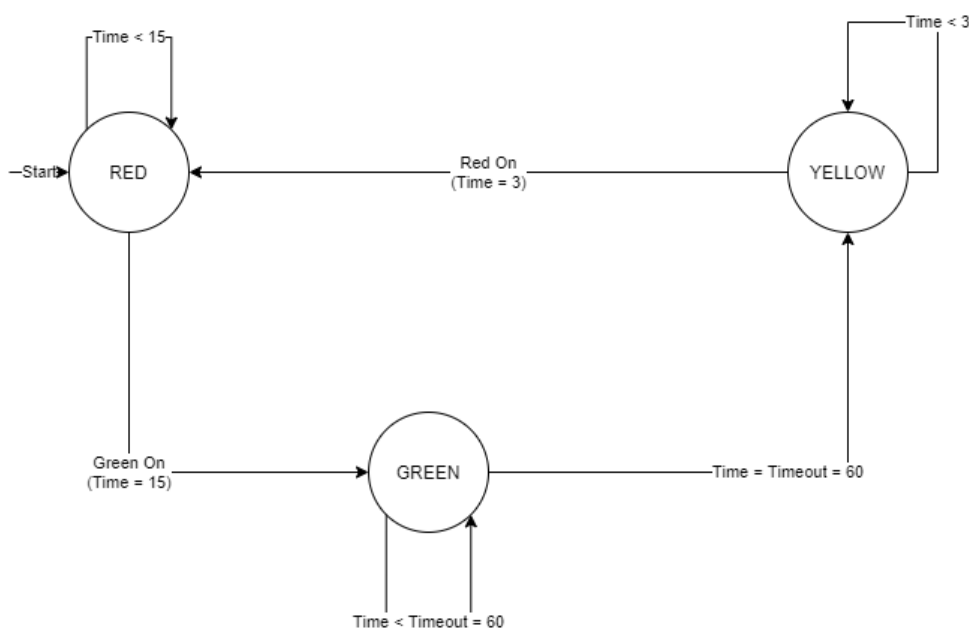 Time < 15
Time < 3
Start
RED
Red On
(Time = 3)
YELLOW
Green On
(Time = 15)
GREEN
Time = Timeout = 60
Time < Timeout = 60